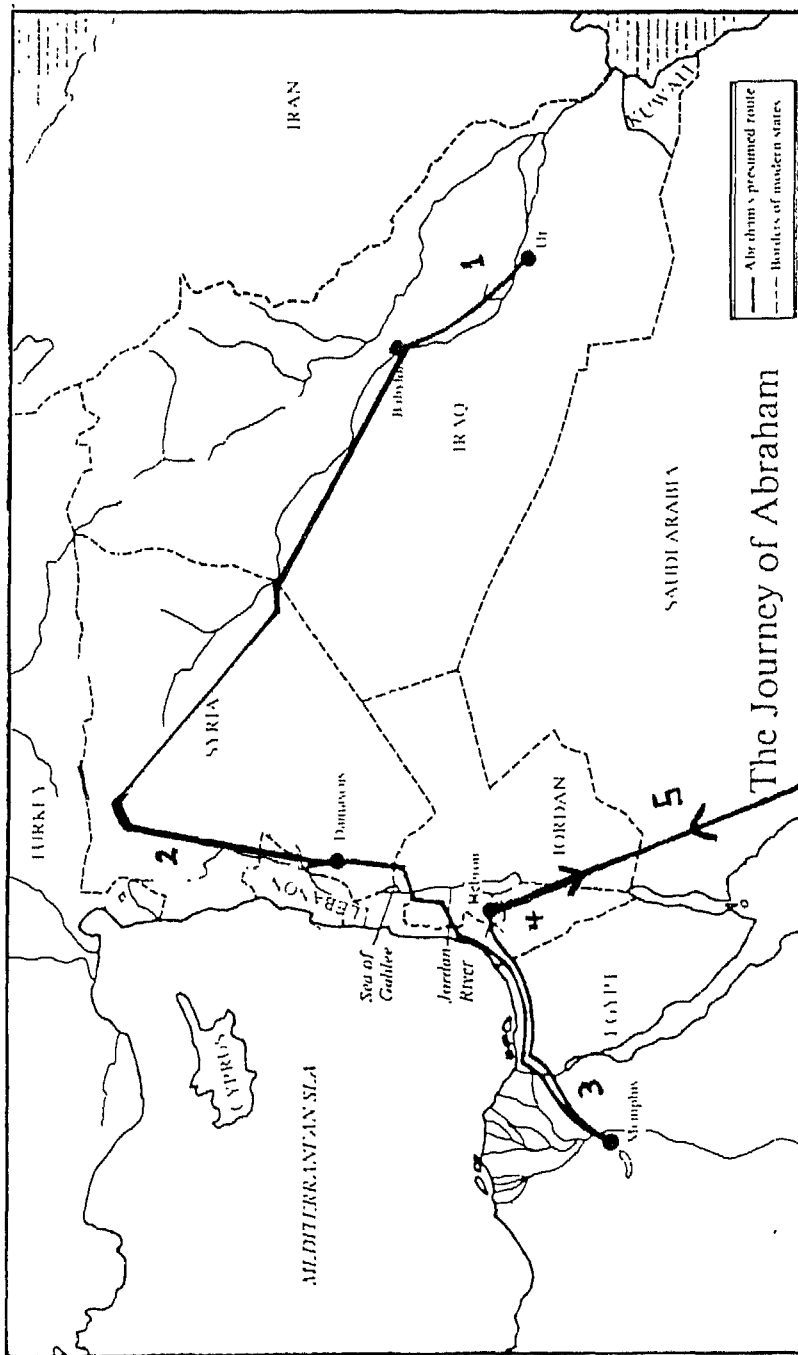 TURKEY
IRAN
CYPRUS
SYRIA
LEBANON
Damascus
Babylon
MEDITERRANEAN SEA
Sea of
Galilee
Jordan
River
Hebron
IRAQ
Ur
JORDAN
KUWAIT
EGYPT
Memphis
SAUDI ARABIA
1
2
3
4
5
The Journey of Abraham
Abraham's presumed route
Borders of modern states